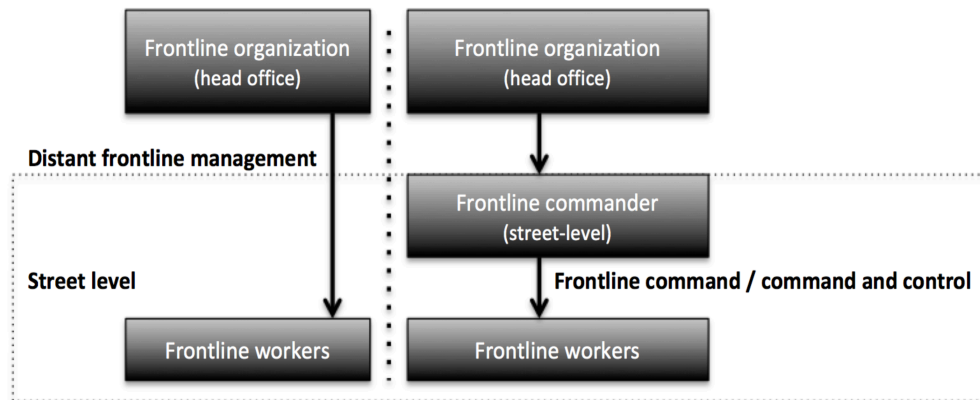 Frontline organization
(head office)
Frontline organization
(head office)
Distant frontline management
Frontline commander
(street-level)
Street level
Frontline command / command and control
Frontline workers
Frontline workers